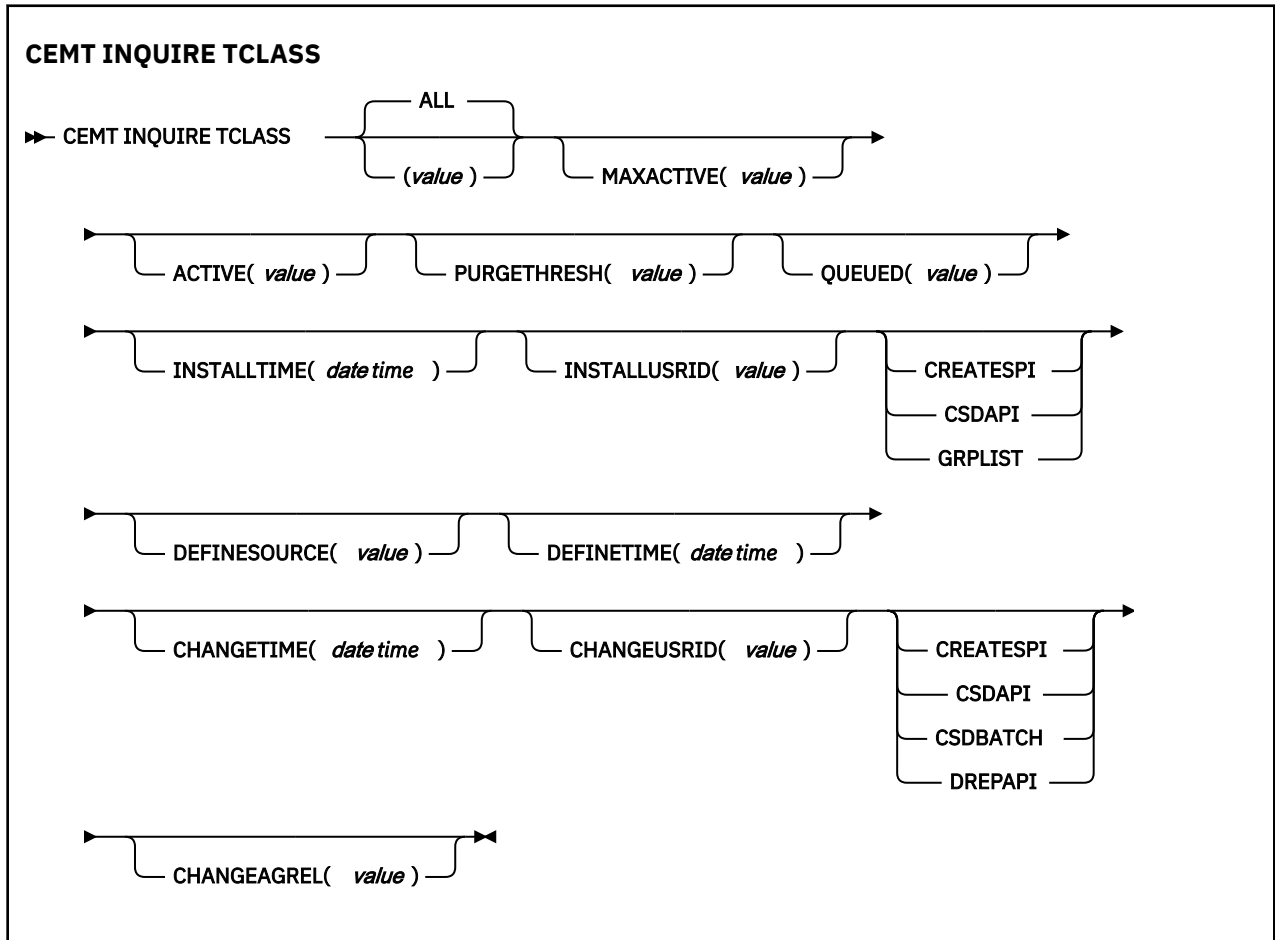 CEMT INQUIRE TCLASS
ALL
CEMT INQUIRE TCLASS
(value) MAXACTIVE( value )
ACTIVE( value ) PURGETHRESH( value ) QUEUED( value )
INSTALLTIME( date time ) INSTALLUSRID( value ) CREATESPI
CSDAPI
GRPLIST
DEFINESOURCE( value ) DEFINETIME( date time )
CHANGETIME( date time ) CHANGEUSRID( value ) CREATESPI
CSDAPI
CSDBATCH
DREPAPI
CHANGEAGREL( value )